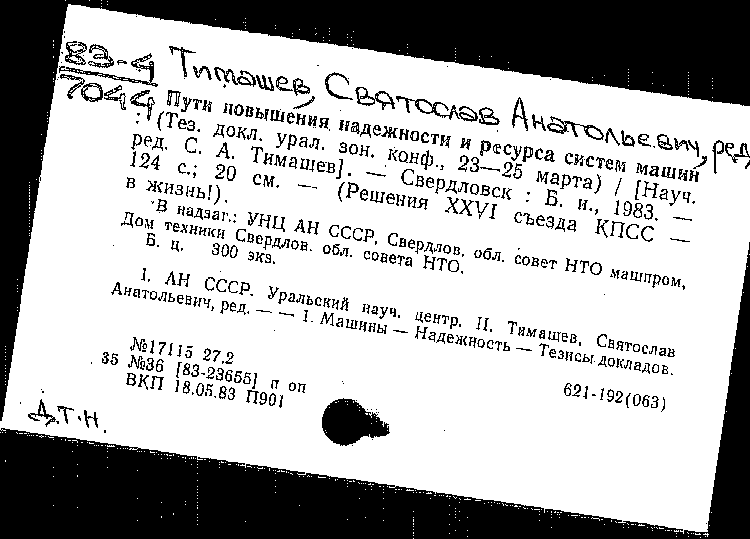 83-4
7044
Тимашев, Святослав Анатольевич, ред
Пути повышения надежности и ресурса систем машин
: (Тез. докл. урал. зон. конф., 23—25 марта) / [Науч.
ред. С. А. Тимашев]. — Свердловск : Б. и., 1983. —
124 с.; 20 см. — (Решения XXVI съезда КПСС —
в жизнь!).
В надзаг.: УНЦ АН СССР, Свердлов. обл. совет НТО машпром,
Дом техники Свердлов. обл. совета НТО.
Б. ц. 300 экз.
I. АН СССР. Уральский науч. центр. II. Тимашев, Святослав
Анатольевич, ред. — — 1. Машины — Надежность — Тезисы докладов.
№17115 27.2
35 №36 [83-23655] п оп
ВКП 18.05.83 П901
621-192(063)
Д.Т.Н.